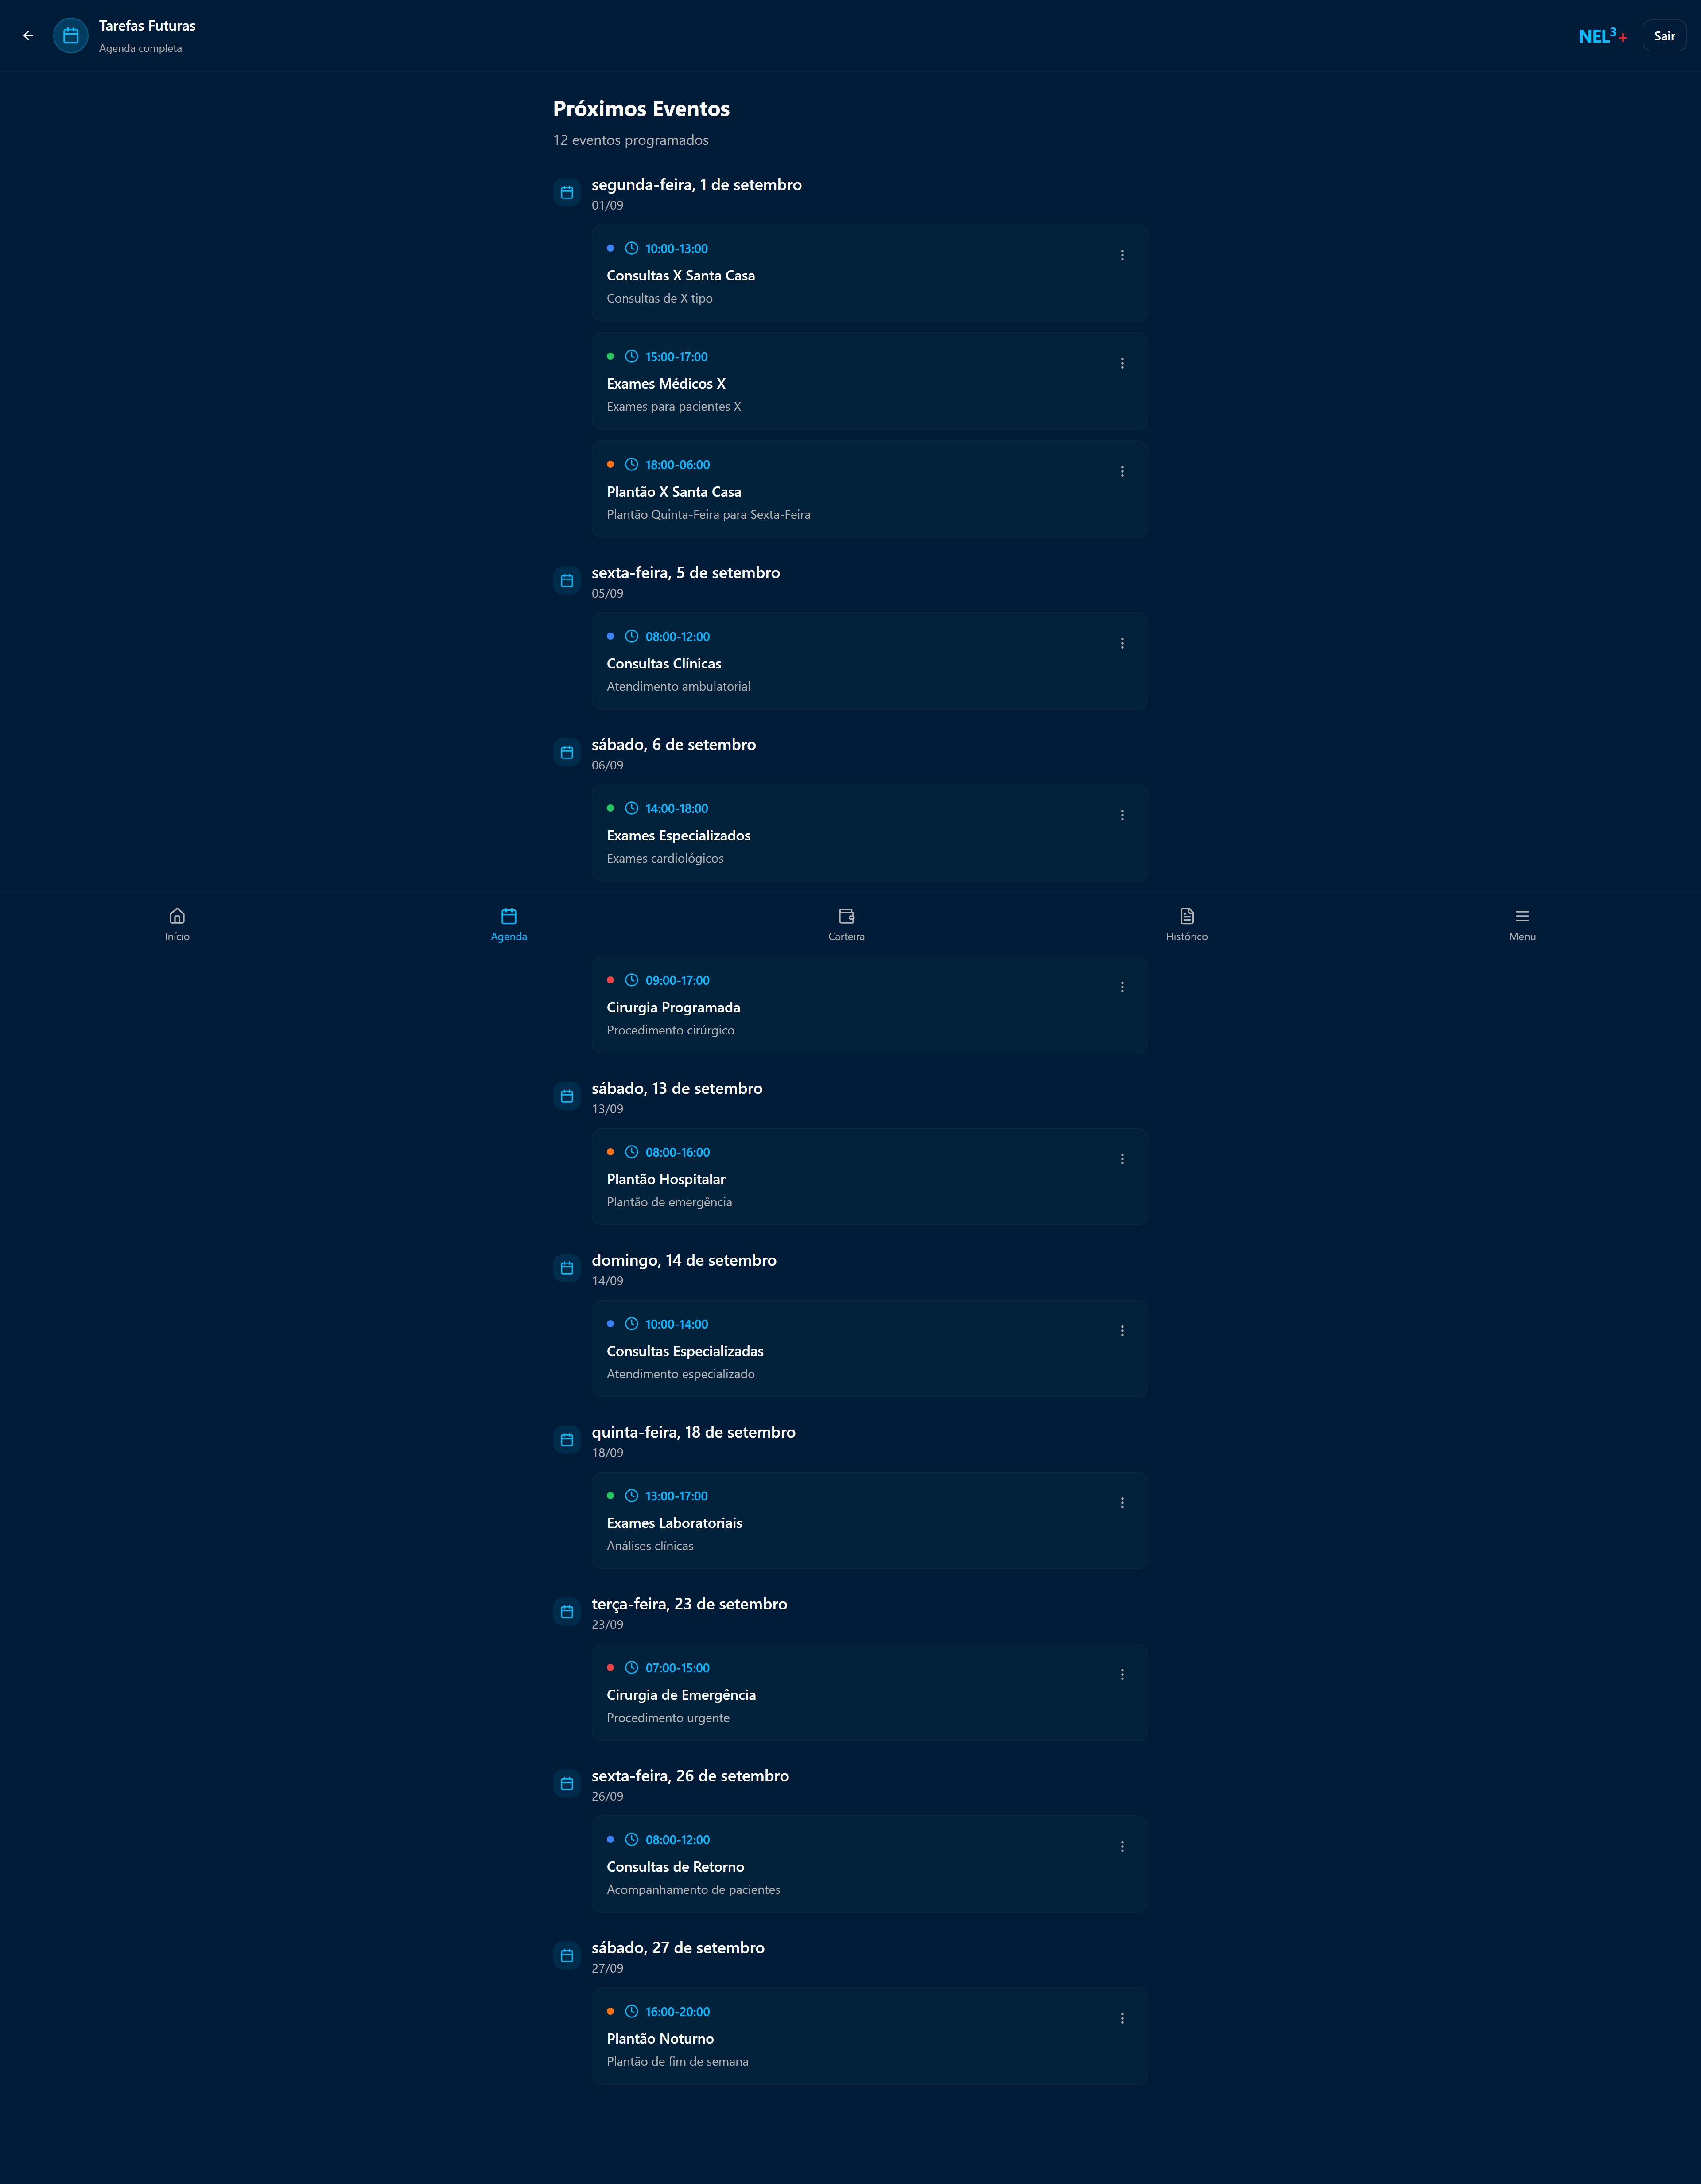 Tarefas Futuras
Agenda completa
NEL³+
Sair
Próximos Eventos
12 eventos programados
segunda-feira, 1 de setembro
01/09
10:00-13:00
Consultas X Santa Casa
Consultas de X tipo
15:00-17:00
Exames Médicos X
Exames para pacientes X
18:00-06:00
Plantão X Santa Casa
Plantão Quinta-Feira para Sexta-Feira
sexta-feira, 5 de setembro
05/09
08:00-12:00
Consultas Clínicas
Atendimento ambulatorial
sábado, 6 de setembro
06/09
14:00-18:00
Exames Especializados
Exames cardiológicos
Início
Agenda
Carteira
Histórico
Menu
09:00-17:00
Cirurgia Programada
Procedimento cirúrgico
sábado, 13 de setembro
13/09
08:00-16:00
Plantão Hospitalar
Plantão de emergência
domingo, 14 de setembro
14/09
10:00-14:00
Consultas Especializadas
Atendimento especializado
quinta-feira, 18 de setembro
18/09
13:00-17:00
Exames Laboratoriais
Análises clínicas
terça-feira, 23 de setembro
23/09
07:00-15:00
Cirurgia de Emergência
Procedimento urgente
sexta-feira, 26 de setembro
26/09
08:00-12:00
Consultas de Retorno
Acompanhamento de pacientes
sábado, 27 de setembro
27/09
16:00-20:00
Plantão Noturno
Plantão de fim de semana